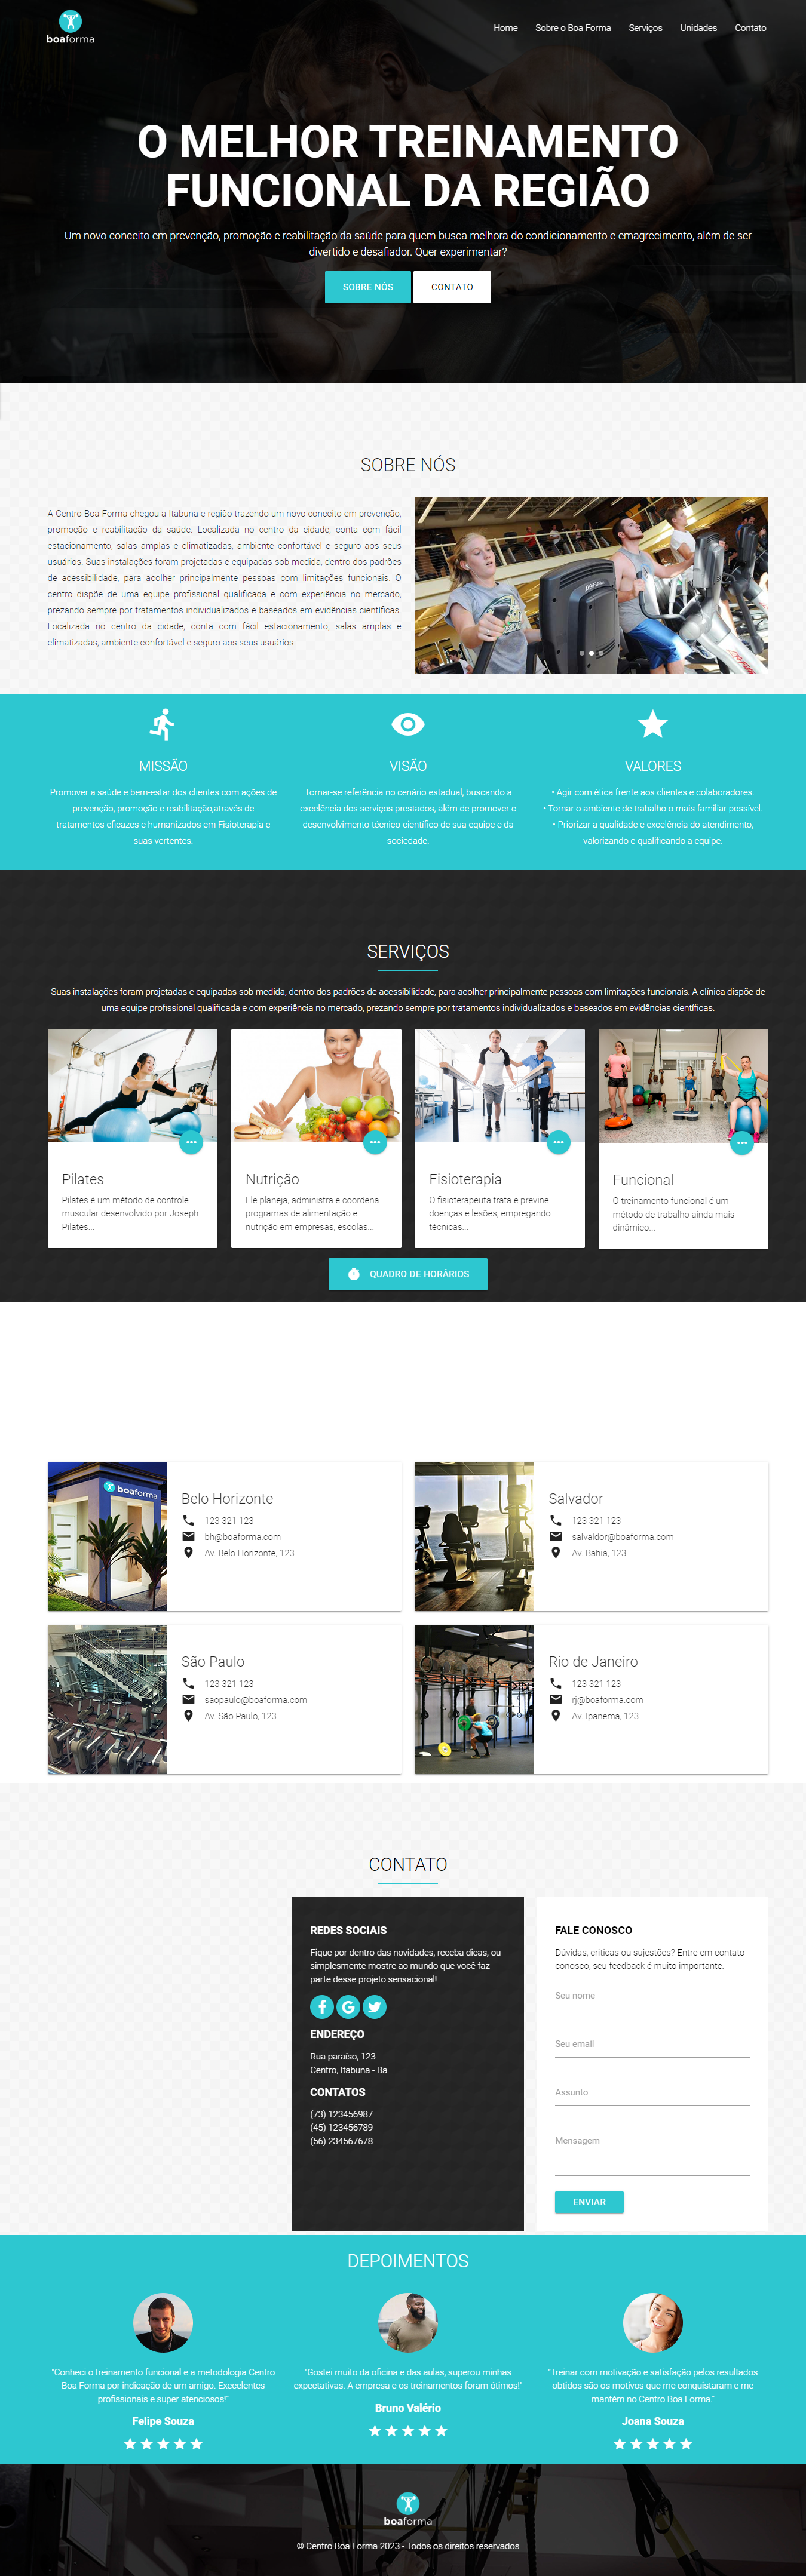 boaforma
Home Sobre o Boa Forma Serviços Unidades Contato
O MELHOR TREINAMENTO
FUNCIONAL DA REGIÃO
Um novo conceito em prevenção, promoção e reabilitação da saúde para quem busca melhora do condicionamento e emagrecimento, além de ser
divertido e desafiador. Quer experimentar?
SOBRE NÓS CONTATO
SOBRE NÓS
A Centro Boa Forma chegou a Itabuna e região trazendo um novo conceito em prevenção,
promoção e reabilitação da saúde. Localizada no centro da cidade, conta com fácil
estacionamento, salas amplas e climatizadas, ambiente confortável e seguro aos seus
usuários. Suas instalações foram projetadas e equipadas sob medida, dentro dos padrões
de acessibilidade, para acolher principalmente pessoas com limitações funcionais. O
centro dispõe de uma equipe profissional qualificada e com experiência no mercado,
prezando sempre por tratamentos individualizados e baseados em evidências científicas.
Localizada no centro da cidade, conta com fácil estacionamento, salas amplas e
climatizadas, ambiente confortável e seguro aos seus usuários.
MISSÃO
Promover a saúde e bem-estar dos clientes com ações de
prevenção, promoção e reabilitação,através de
tratamentos eficazes e humanizados em Fisioterapia e
suas vertentes.
VISÃO
Tornar-se referência no cenário estadual, buscando a
excelência dos serviços prestados, além de promover o
desenvolvimento técnico-científico de sua equipe e da
sociedade.
VALORES
• Agir com ética frente aos clientes e colaboradores.
• Tornar o ambiente de trabalho o mais familiar possível.
• Priorizar a qualidade e excelência do atendimento,
valorizando e qualificando a equipe.
SERVIÇOS
Suas instalações foram projetadas e equipadas sob medida, dentro dos padrões de acessibilidade, para acolher principalmente pessoas com limitações funcionais. A clínica dispõe de
uma equipe profissional qualificada e com experiência no mercado, prezando sempre por tratamentos individualizados e baseados em evidências científicas.
Pilates
Pilates é um método de controle
muscular desenvolvido por Joseph
Pilates...
Nutrição
Ele planeja, administra e coordena
programas de alimentação e
nutrição em empresas, escolas...
Fisioterapia
O fisioterapeuta trata e previne
doenças e lesões, empregando
técnicas...
Funcional
O treinamento funcional é um
método de trabalho ainda mais
dinâmico...
QUADRO DE HORÁRIOS
boaforma
Belo Horizonte
123 321 123
bh@boaforma.com
Av. Belo Horizonte, 123
Salvador
123 321 123
salvaldor@boaforma.com
Av. Bahia, 123
São Paulo
123 321 123
saopaulo@boaforma.com
Av. São Paulo, 123
Rio de Janeiro
123 321 123
rj@boaforma.com
Av. Ipanema, 123
CONTATO
REDES SOCIAIS
Fique por dentro das novidades, receba dicas, ou
simplesmente mostre ao mundo que você faz
parte desse projeto sensacional!
ENDEREÇO
Rua paraíso, 123
Centro, Itabuna - Ba
CONTATOS
(73) 123456987
(45) 123456789
(56) 234567678
FALE CONOSCO
Dúvidas, criticas ou sujestões? Entre em contato
conosco, seu feedback é muito importante.
Seu nome
Seu email
Assunto
Mensagem
ENVIAR
DEPOIMENTOS
"Conheci o treinamento funcional e a metodologia Centro
Boa Forma por indicação de um amigo. Execelentes
profissionais e super atenciosos!"
Felipe Souza
"Gostei muito da oficina e das aulas, superou minhas
expectativas. A empresa e os treinamentos foram ótimos!"
Bruno Valério
"Treinar com motivação e satisfação pelos resultados
obtidos são os motivos que me conquistaram e me
mantém no Centro Boa Forma."
Joana Souza
boaforma
© Centro Boa Forma 2023 - Todos os direitos reservados